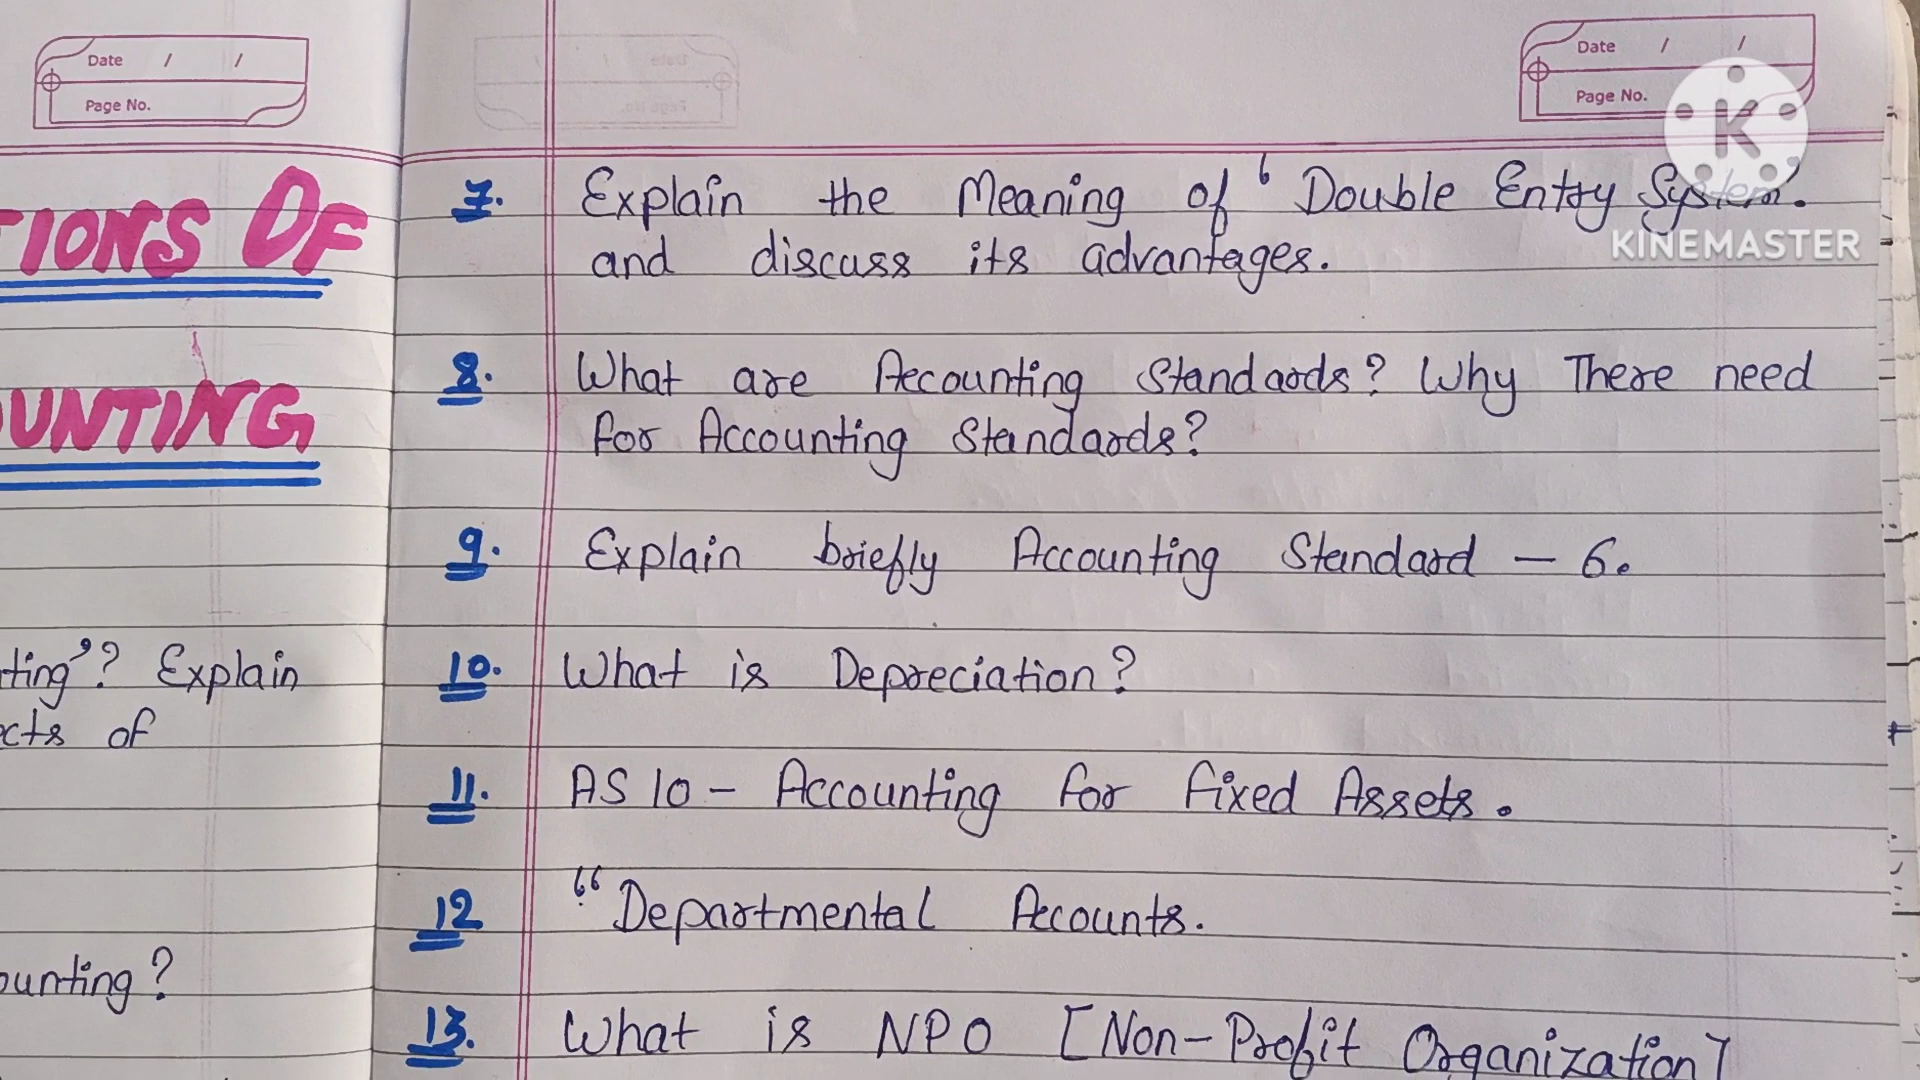 Date / /
Page No.
TIONS OF
UNTING
ting'? Explain
cts of
ounting?
Date / /
Page No.
K
KINEMASTER
7. Explain the Meaning of 'Double Entry System'.
and discuss its advantages.
8. What are Accounting Standards? Why There need
for Accounting Standards?
9. Explain briefly Accounting Standard - 6.
10. What is Depreciation?
11. AS 10 - Accounting for Fixed Assets.
12 "Departmental Accounts.
13. What is NPO [Non-Profit Organization]